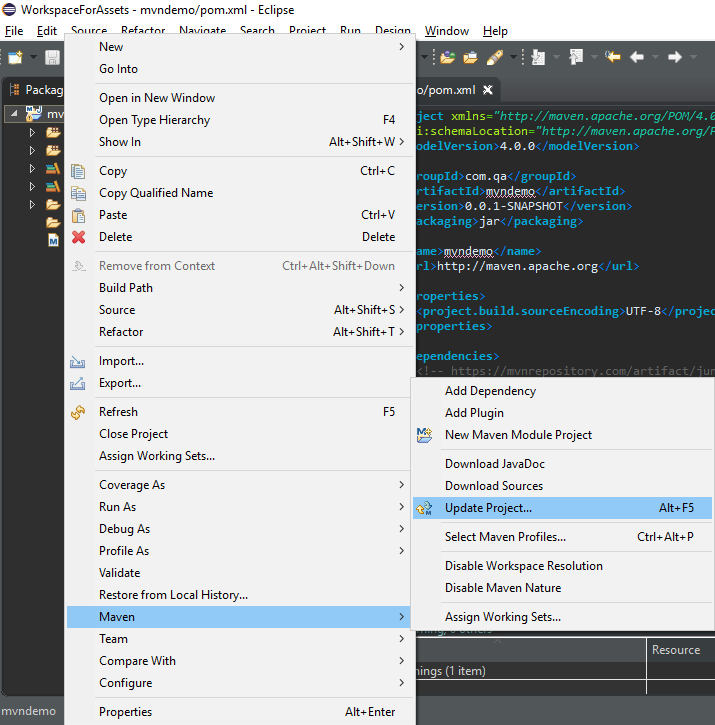 WorkspaceForAssets - mvndemo/pom.xml - Eclipse
File Edit Source Refactor Navigate Search Project Run Design Window Help
Packag
o/pom.xml
mv
New
Go Into
Open in New Window
Open Type Hierarchy F4
Show In Alt+Shift+W >
Copy Ctrl+C
Copy Qualified Name
Paste Ctrl+V
Delete Delete
Remove from Context Ctrl+Alt+Shift+Down
Build Path
Source Alt+Shift+S >
Refactor Alt+Shift+T >
Import...
Export...
Refresh F5
Close Project
Assign Working Sets...
Coverage As
Run As
Debug As
Profile As
Validate
Restore from Local History...
Maven
Team
Compare With
Configure
Properties Alt+Enter
oject xmlns="http://maven.apache.org/POM/4.0
i:schemaLocation="http://maven.apache.org/P
odelVersion>4.0.0</modelVersion>
groupId>com.qa</groupId>
artifactId>mvndemo</artifactId>
ersion>0.0.1-SNAPSHOT</version>
ackaging>jar</packaging>
ame>mvndemo</name>
rl>http://maven.apache.org</url>
roperties>
<project.build.sourceEncoding>UTF-8</projec
properties>
ependencies>
<!-- https://mvnrepository.com/artifact/jun
Add Dependency
Add Plugin
New Maven Module Project
Download JavaDoc
Download Sources
Update Project... Alt+F5
Select Maven Profiles... Ctrl+Alt+P
Disable Workspace Resolution
Disable Maven Nature
Assign Working Sets...
Resource
nings (1 item)
mvndemo